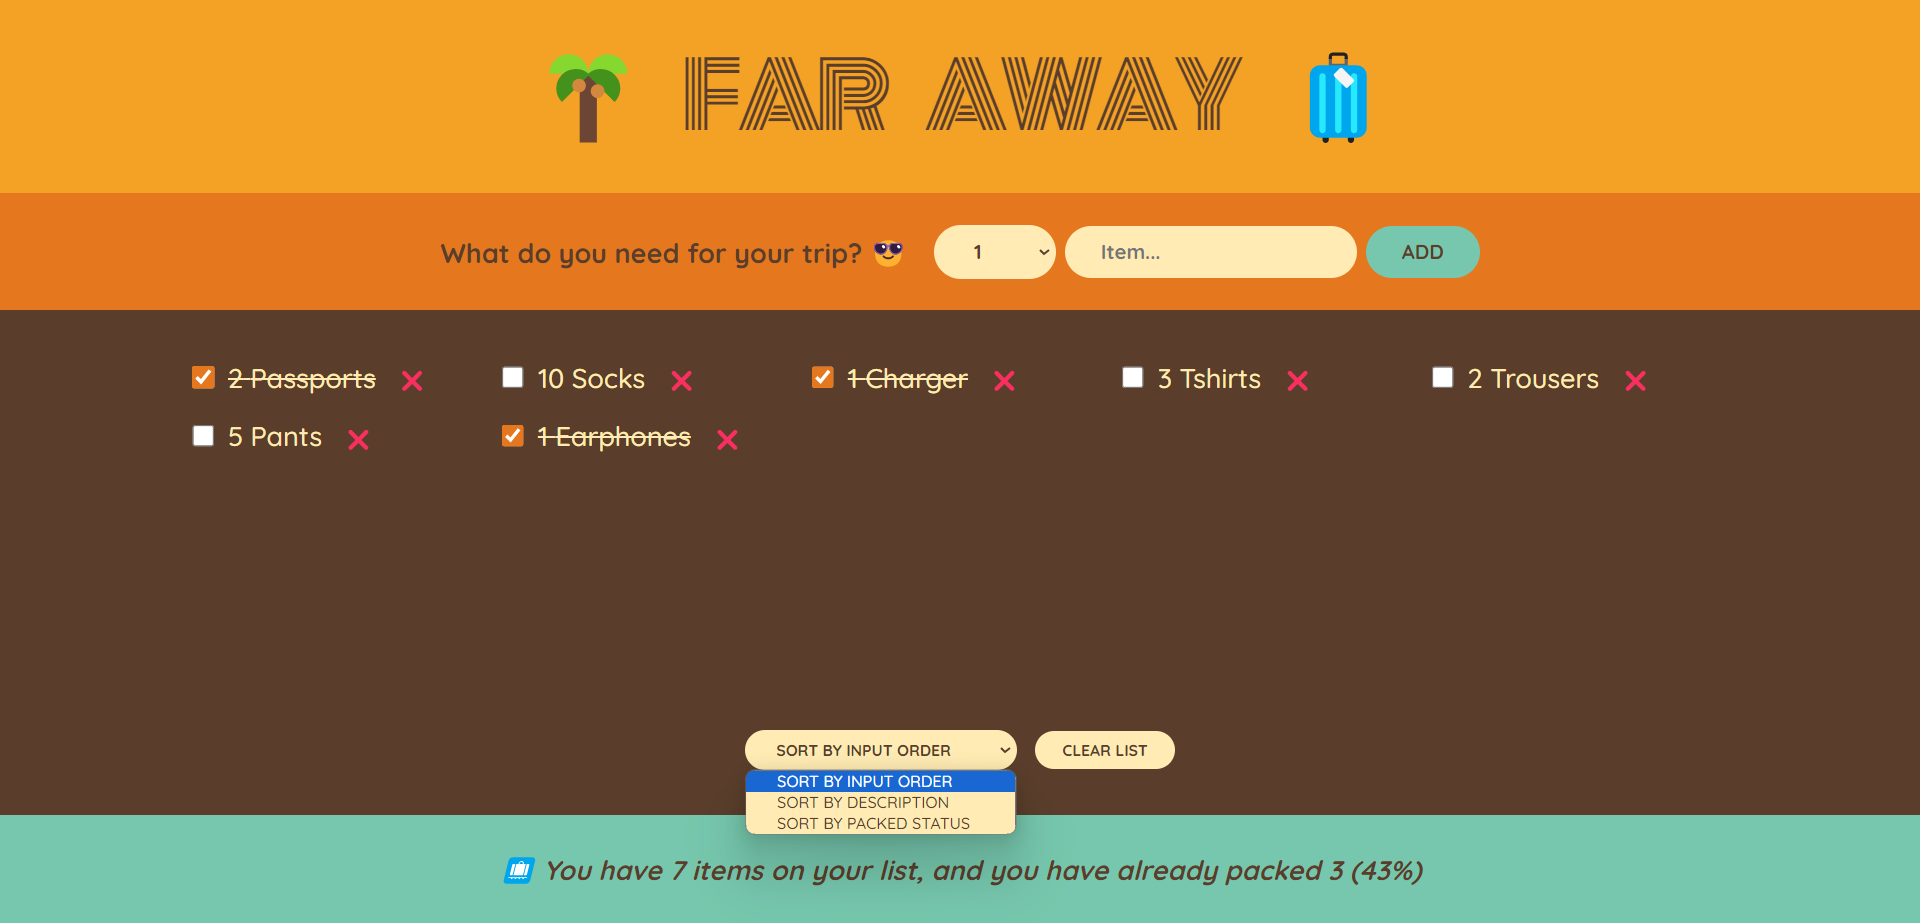 FAR AWAY
What do you need for your trip? 😎 1 Item... ADD
2 Passports ❌ 10 Socks ❌ 1 Charger ❌ 3 Tshirts ❌ 2 Trousers ❌
5 Pants ❌ 1 Earphones ❌
SORT BY INPUT ORDER CLEAR LIST
SORT BY INPUT ORDER
SORT BY DESCRIPTION
SORT BY PACKED STATUS
You have 7 items on your list, and you have already packed 3 (43%)